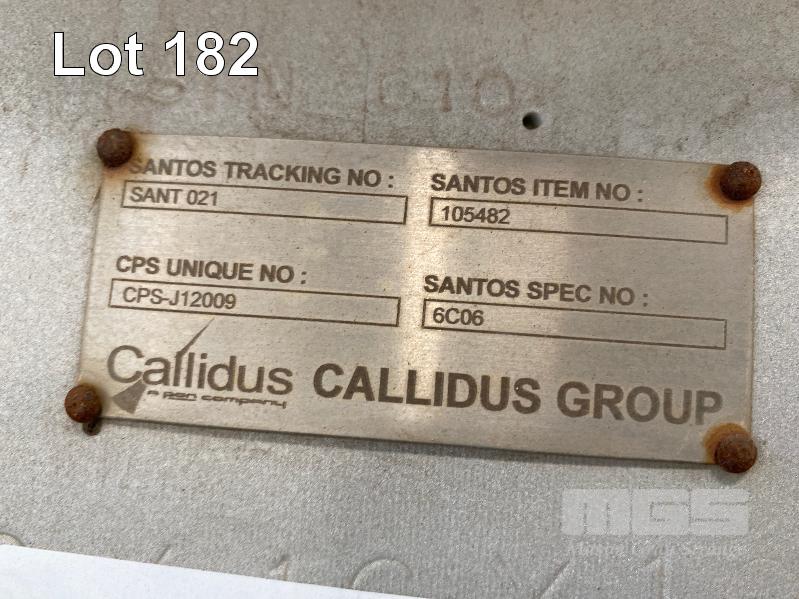 Lot 182
SANTOS TRACKING NO :
SANT 021
SANTOS ITEM NO :
105482
CPS UNIQUE NO :
CPS-J12009
SANTOS SPEC NO :
6C06
Callidus
CALLIDUS GROUP
MGS